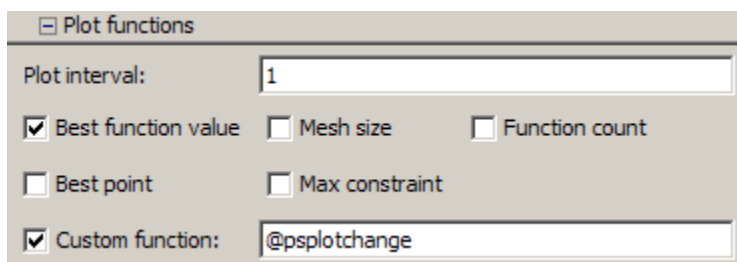 Plot functions
Plot interval: 1
Best function value Mesh size Function count
Best point Max constraint
Custom function: @psplotchange